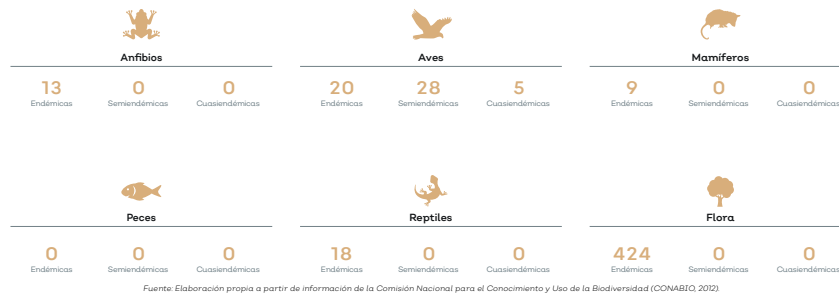 Anfibios Aves Mamíferos
13 0 0 20 28 5 9 0 0
Endémicas Semiendémicas Cuasiendémicas Endémicas Semiendémicas Cuasiendémicas Endémicas Semiendémicas Cuasiendémicas
Peces Reptiles Flora
0 0 0 18 0 0 424 0 0
Endémicas Semiendémicas Cuasiendémicas Endémicas Semiendémicas Cuasiendémicas Endémicas Semiendémicas Cuasiendémicas
Fuente: Elaboración propia a partir de información de la Comisión Nacional para el Conocimiento y Uso de la Biodiversidad (CONABIO, 2012).